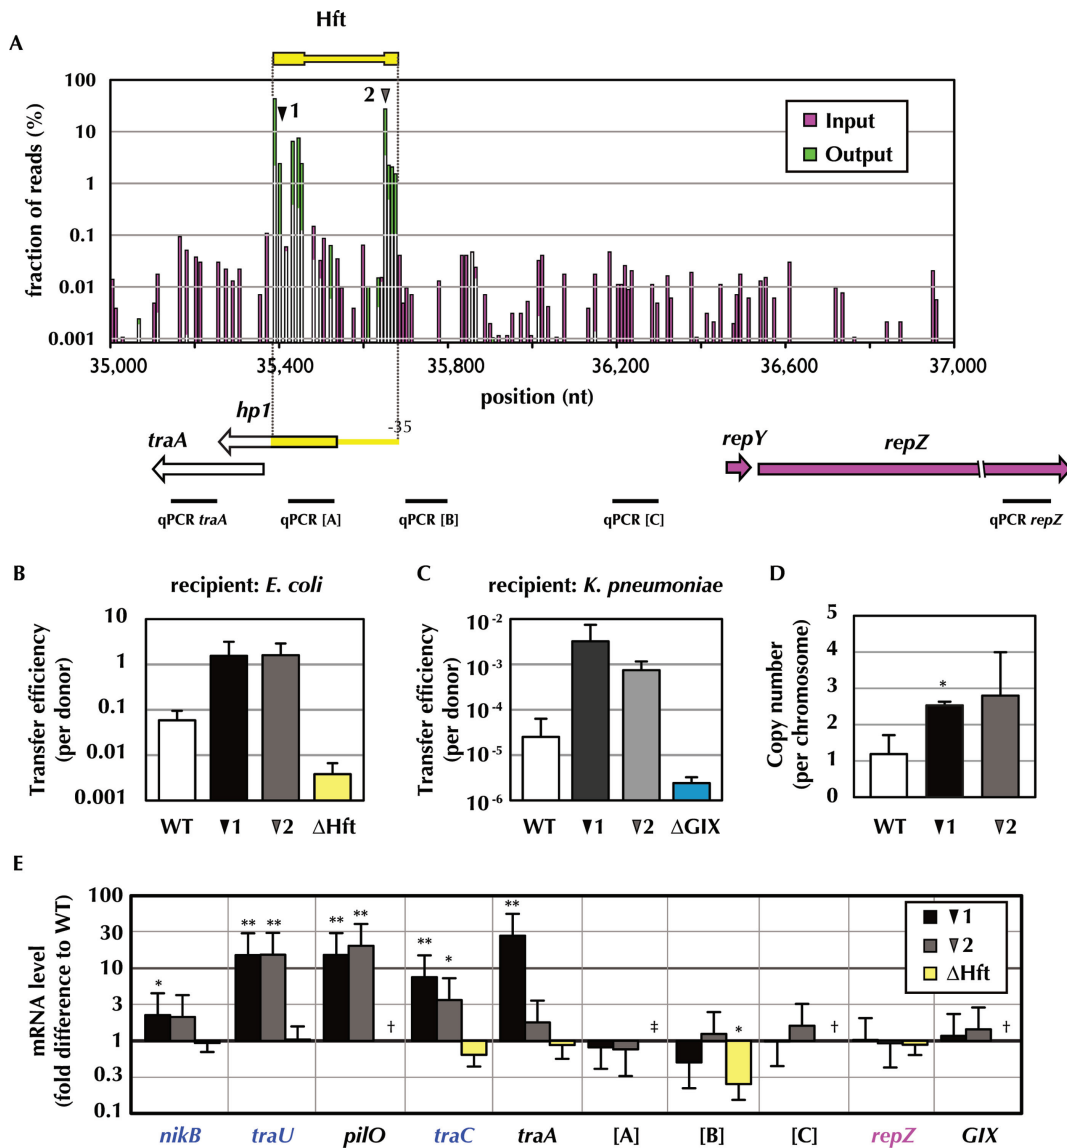 Hft
A
100
10
1
0.1
0.01
0.001
fraction of reads (%)
1
2
Input
Output
35,000
35,400
35,800
36,200
36,600
37,000
position (nt)
hp1
-35
traA
repY
repZ
qPCR traA
qPCR [A]
qPCR [B]
qPCR [C]
qPCR repZ
B
recipient: E. coli
Transfer efficiency
(per donor)
10
1
0.1
0.01
0.001
WT ▼1 ▼2 ΔHft
C
recipient: K. pneumoniae
Transfer efficiency
(per donor)
10-2
10-3
10-4
10-5
10-6
WT ▼1 ▼2 ΔGIX
D
Copy number
(per chromosome)
5
4
3
2
1
0
*
WT ▼1 ▼2
E
mRNA level
(fold difference to WT)
100
30
10
3
1
0.3
0.1
* ** ** ** ** † ** * ** ‡ * † †
▼1
▼2
ΔHft
nikB traU pilO traC traA [A] [B] [C] repZ GIX